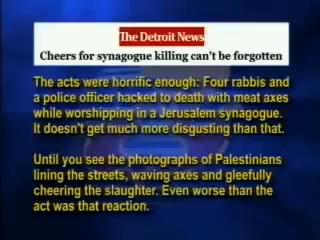 The Detroit News
Cheers for synagogue killing can't be forgotten
The acts were horrific enough: Four rabbis and
a police officer hacked to death with meat axes
while worshipping in a Jerusalem synagogue.
It doesn't get much more disgusting than that.
Until you see the photographs of Palestinians
lining the streets, waving axes and gleefully
cheering the slaughter. Even worse than the
act was that reaction.